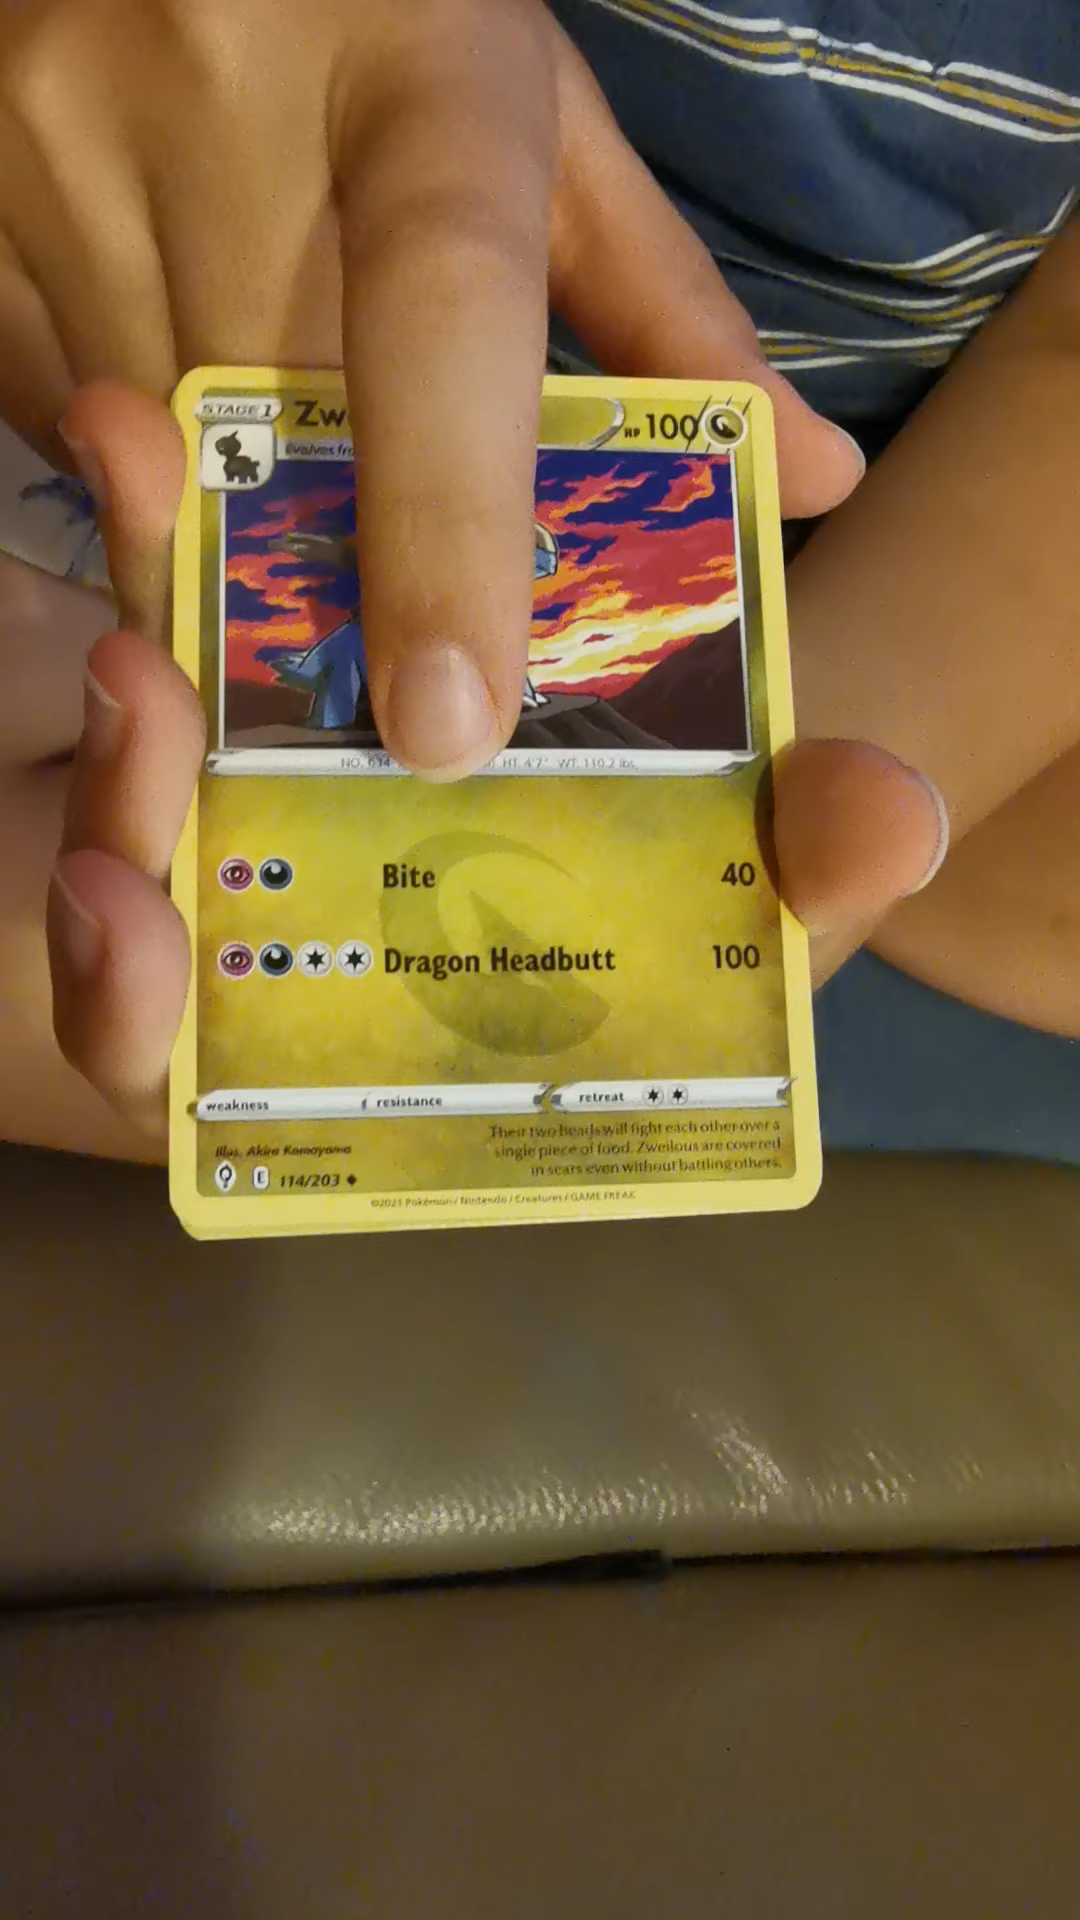 STAGE 1 Zw HP 100
Evolves fr
NO. 634 HT. 4'7" WT. 110.2 lbs.
Bite 40
Dragon Headbutt 100
weakness resistance retreat
Illus. Akira Komayama
Their two heads will fight each other over a
single piece of food. Zweilous are covered
in scars even without battling others.
E 114/203
©2021 Pokémon / Nintendo / Creatures / GAME FREAK